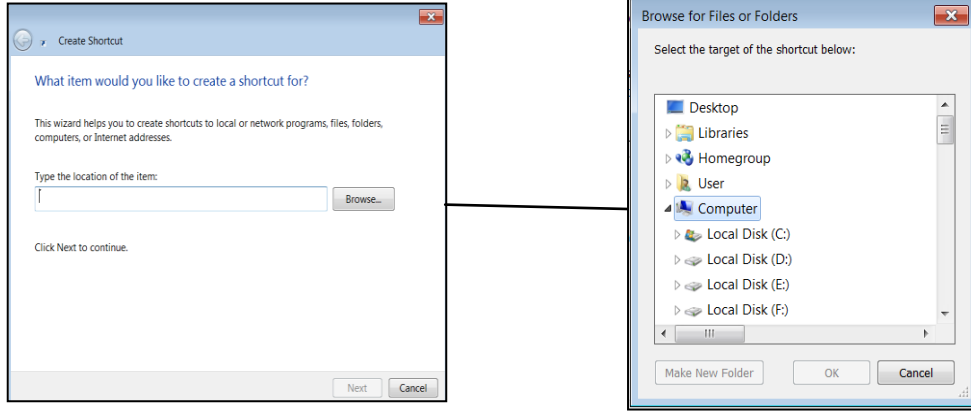 Create Shortcut
What item would you like to create a shortcut for?
This wizard helps you to create shortcuts to local or network programs, files, folders,
computers, or Internet addresses.
Type the location of the item:
Browse...
Click Next to continue.
Next
Cancel
Browse for Files or Folders
Select the target of the shortcut below:
Desktop
Libraries
Homegroup
User
Computer
Local Disk (C:)
Local Disk (D:)
Local Disk (E:)
Local Disk (F:)
Make New Folder
OK
Cancel